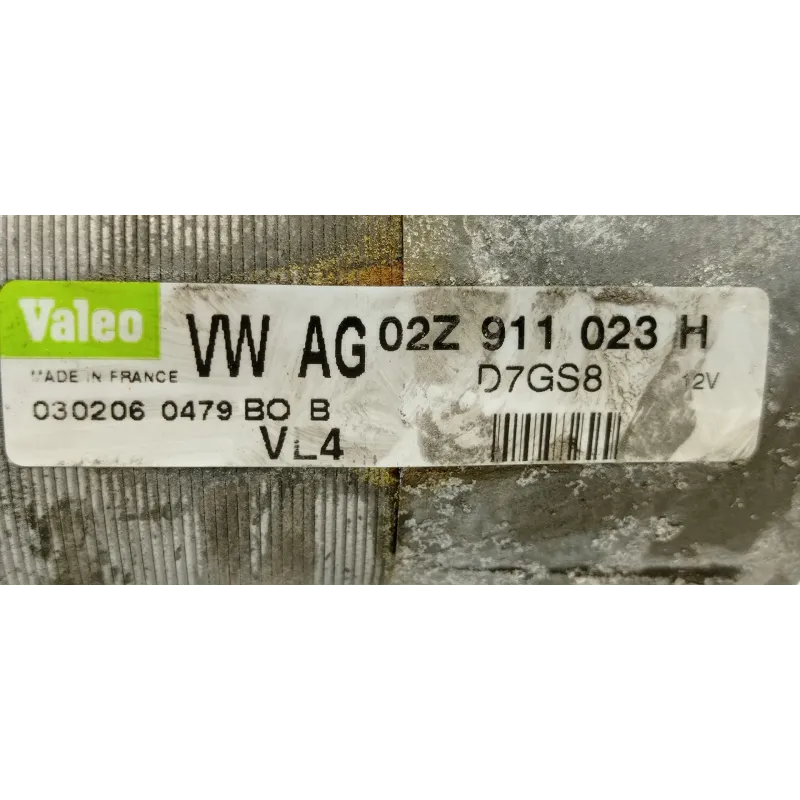 Valeo VW AG 02Z 911 023 H
MADE IN FRANCE D7GS8 12V
030206 0479 BO B
VL4